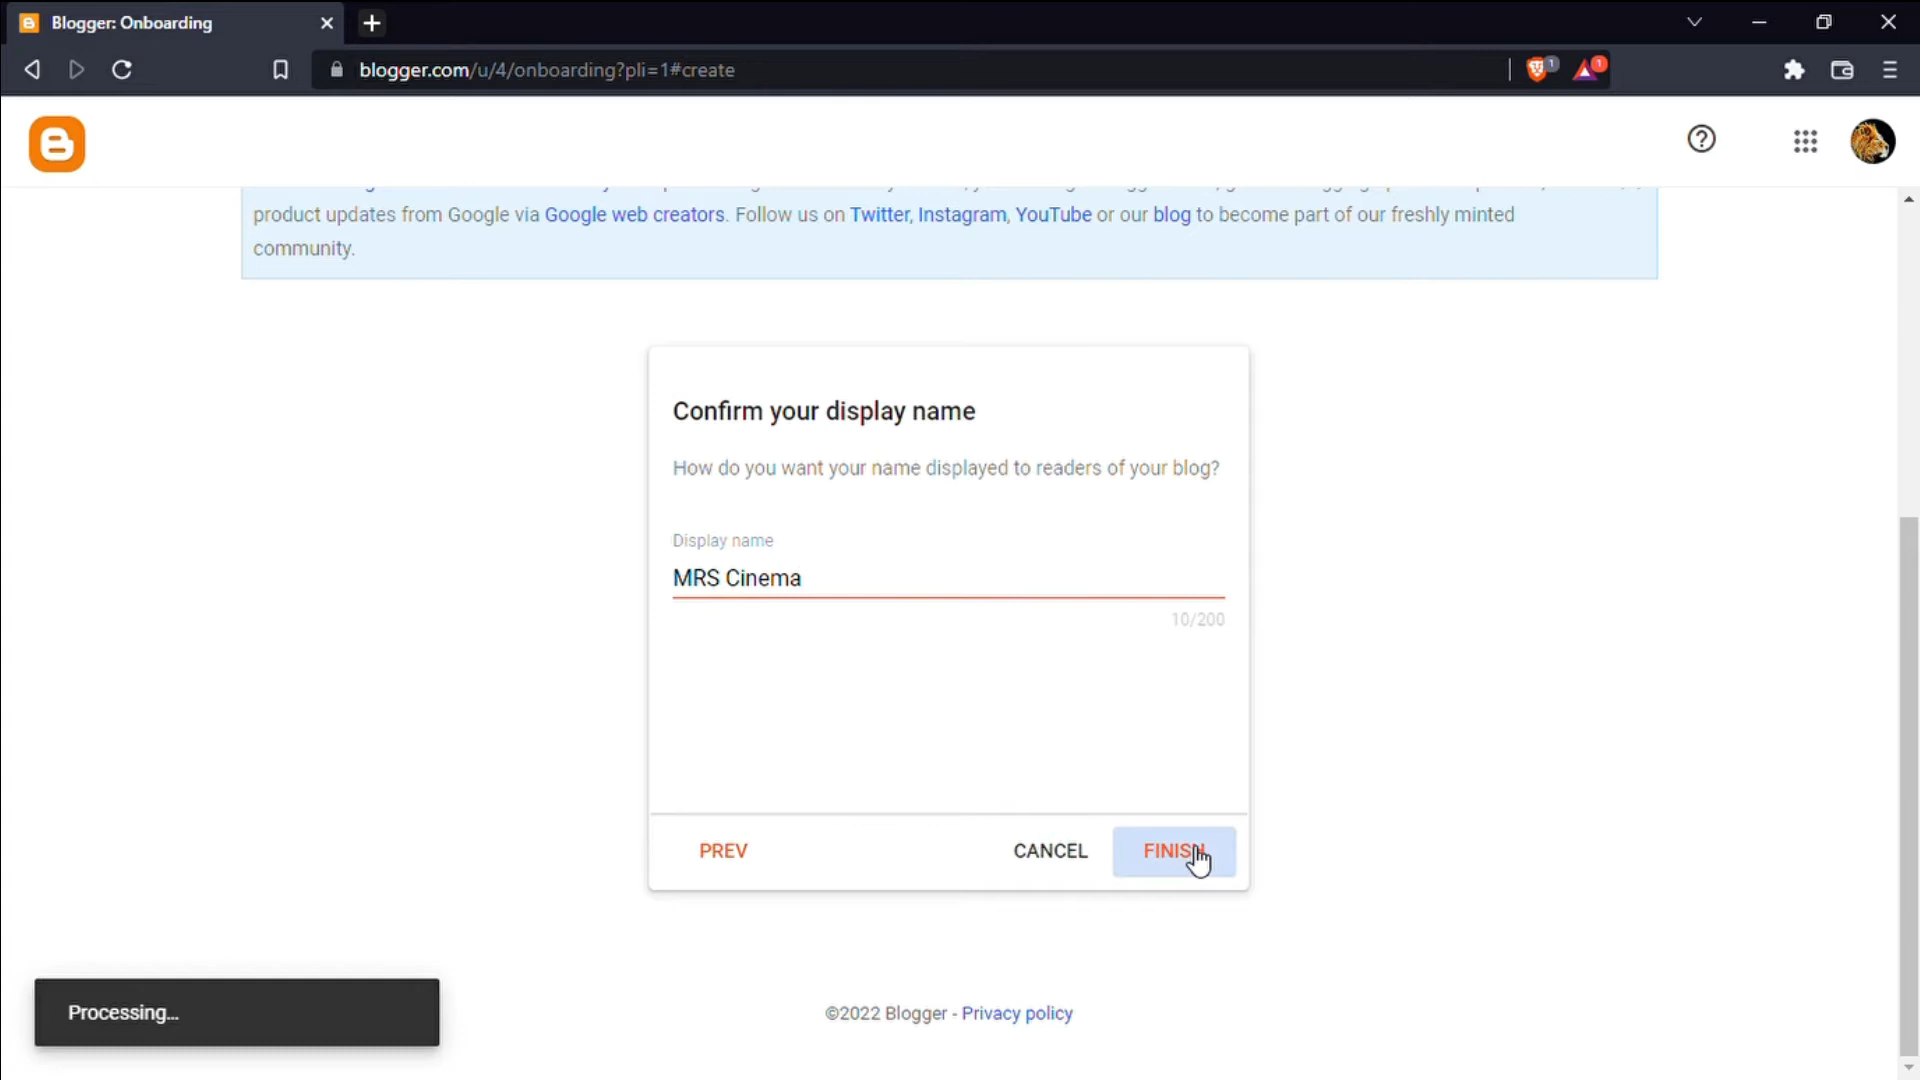 Blogger: Onboarding
blogger.com/u/4/onboarding?pli=1#create
1
1
product updates from Google via Google web creators. Follow us on Twitter, Instagram, YouTube or our blog to become part of our freshly minted
community.
Confirm your display name
How do you want your name displayed to readers of your blog?
Display name
MRS Cinema
10/200
PREV
CANCEL
FINISH
Processing...
©2022 Blogger - Privacy policy